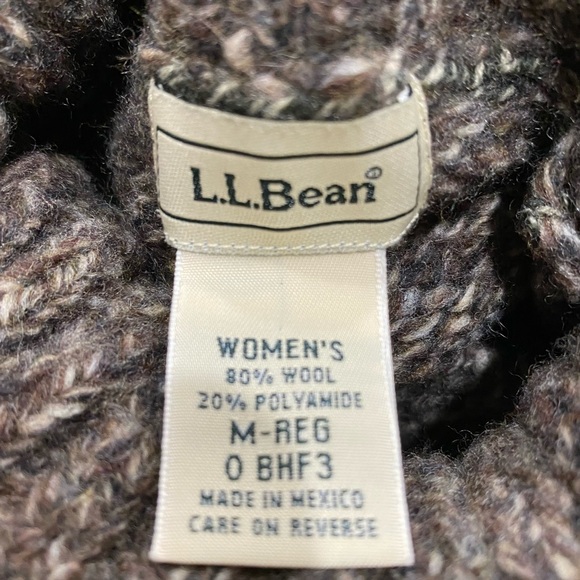 L.L.Bean®
WOMEN'S
80% WOOL
20% POLYAMIDE
M-REG
0 BHF3
MADE IN MEXICO
CARE ON REVERSE